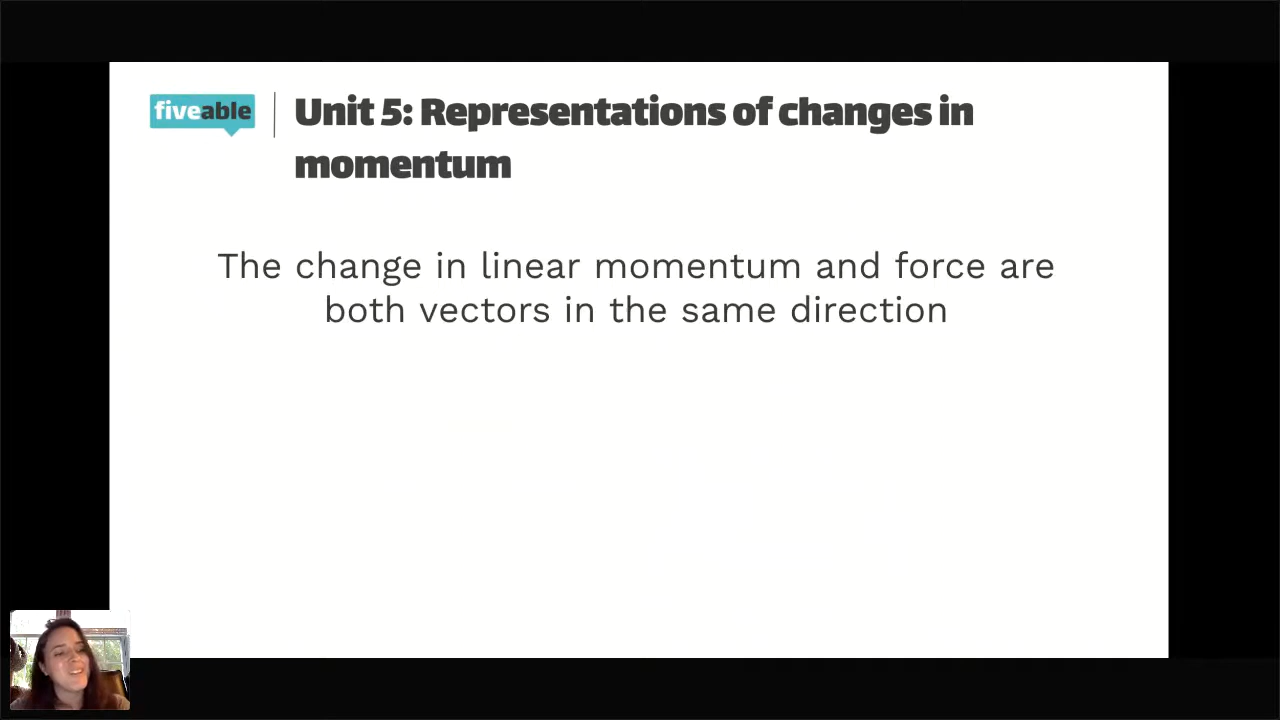 fiveable
Unit 5: Representations of changes in
momentum
The change in linear momentum and force are
both vectors in the same direction